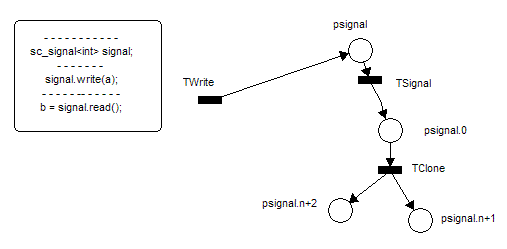 - - - - - - - - - - -
sc_signal<int> signal;
- - - - - - -
signal.write(a);
- - - - - - - - - - -
b = signal.read();
psignal
TWrite
TSignal
psignal.0
TClone
psignal.n+2
psignal.n+1